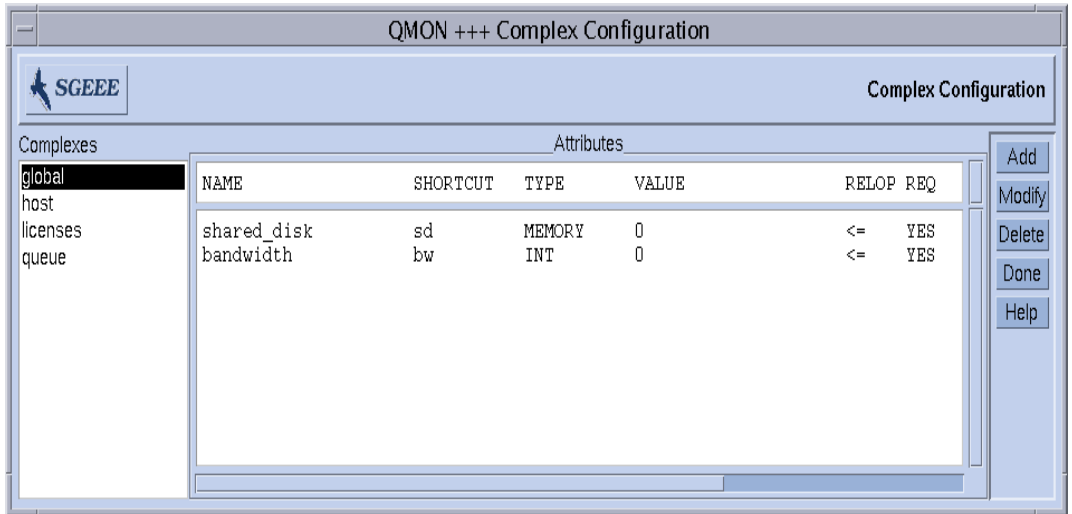 QMON +++ Complex Configuration
SGEEE
Complex Configuration
Complexes
global
host
licenses
queue
Attributes
NAME SHORTCUT TYPE VALUE RELOP REQ
shared_disk sd MEMORY 0 <= YES
bandwidth bw INT 0 <= YES
Add
Modify
Delete
Done
Help